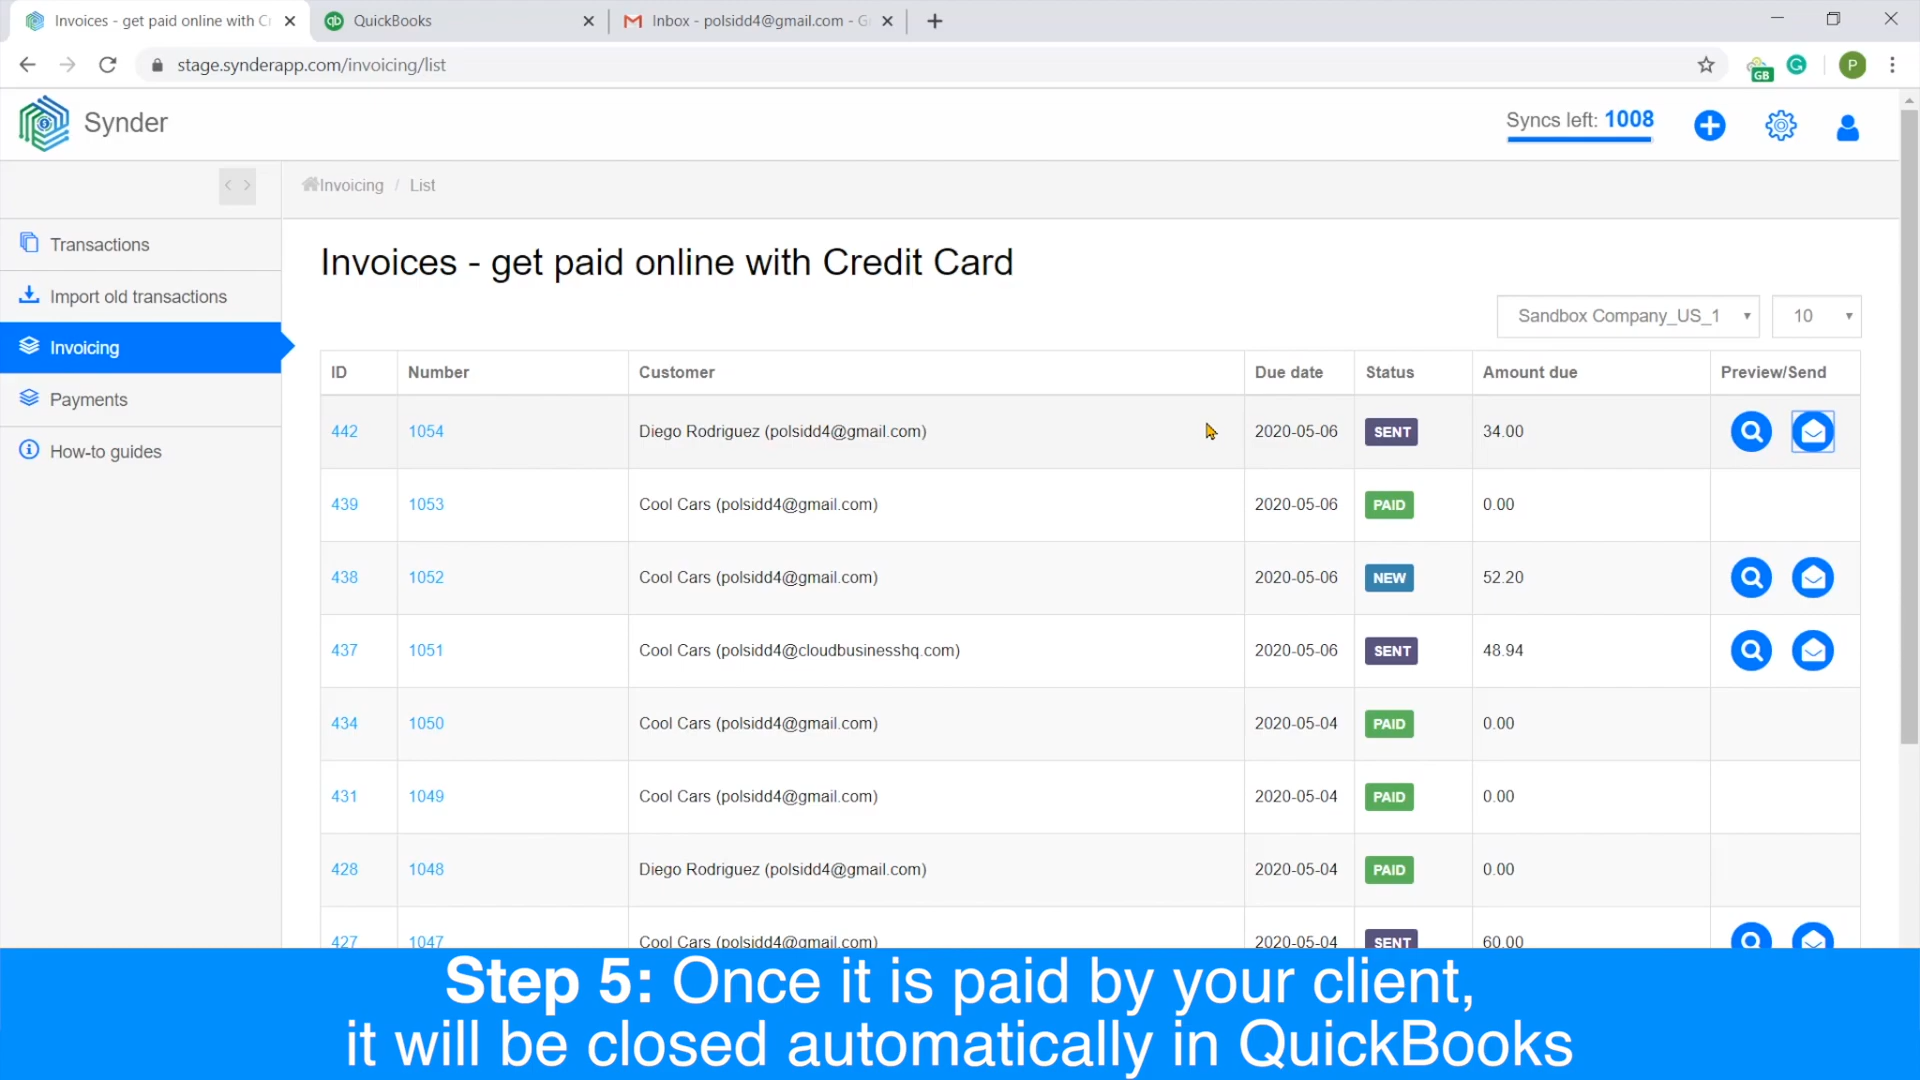 Invoices - get paid online with C
QuickBooks
Inbox - polsidd4@gmail.com - G
stage.synderapp.com/invoicing/list
GB
P
Synder
Syncs left: 1008
Invoicing / List
Transactions
Import old transactions
Invoicing
Payments
How-to guides
Invoices - get paid online with Credit Card
Sandbox Company_US_1
10
ID Number Customer Due date Status Amount due Preview/Send
442 1054 Diego Rodriguez (polsidd4@gmail.com) 2020-05-06 SENT 34.00
439 1053 Cool Cars (polsidd4@gmail.com) 2020-05-06 PAID 0.00
438 1052 Cool Cars (polsidd4@gmail.com) 2020-05-06 NEW 52.20
437 1051 Cool Cars (polsidd4@cloudbusinesshq.com) 2020-05-06 SENT 48.94
434 1050 Cool Cars (polsidd4@gmail.com) 2020-05-04 PAID 0.00
431 1049 Cool Cars (polsidd4@gmail.com) 2020-05-04 PAID 0.00
428 1048 Diego Rodriguez (polsidd4@gmail.com) 2020-05-04 PAID 0.00
427 1047 Cool Cars (polsidd4@gmail.com) 2020-05-04 SENT 60.00
Step 5: Once it is paid by your client,
it will be closed automatically in QuickBooks